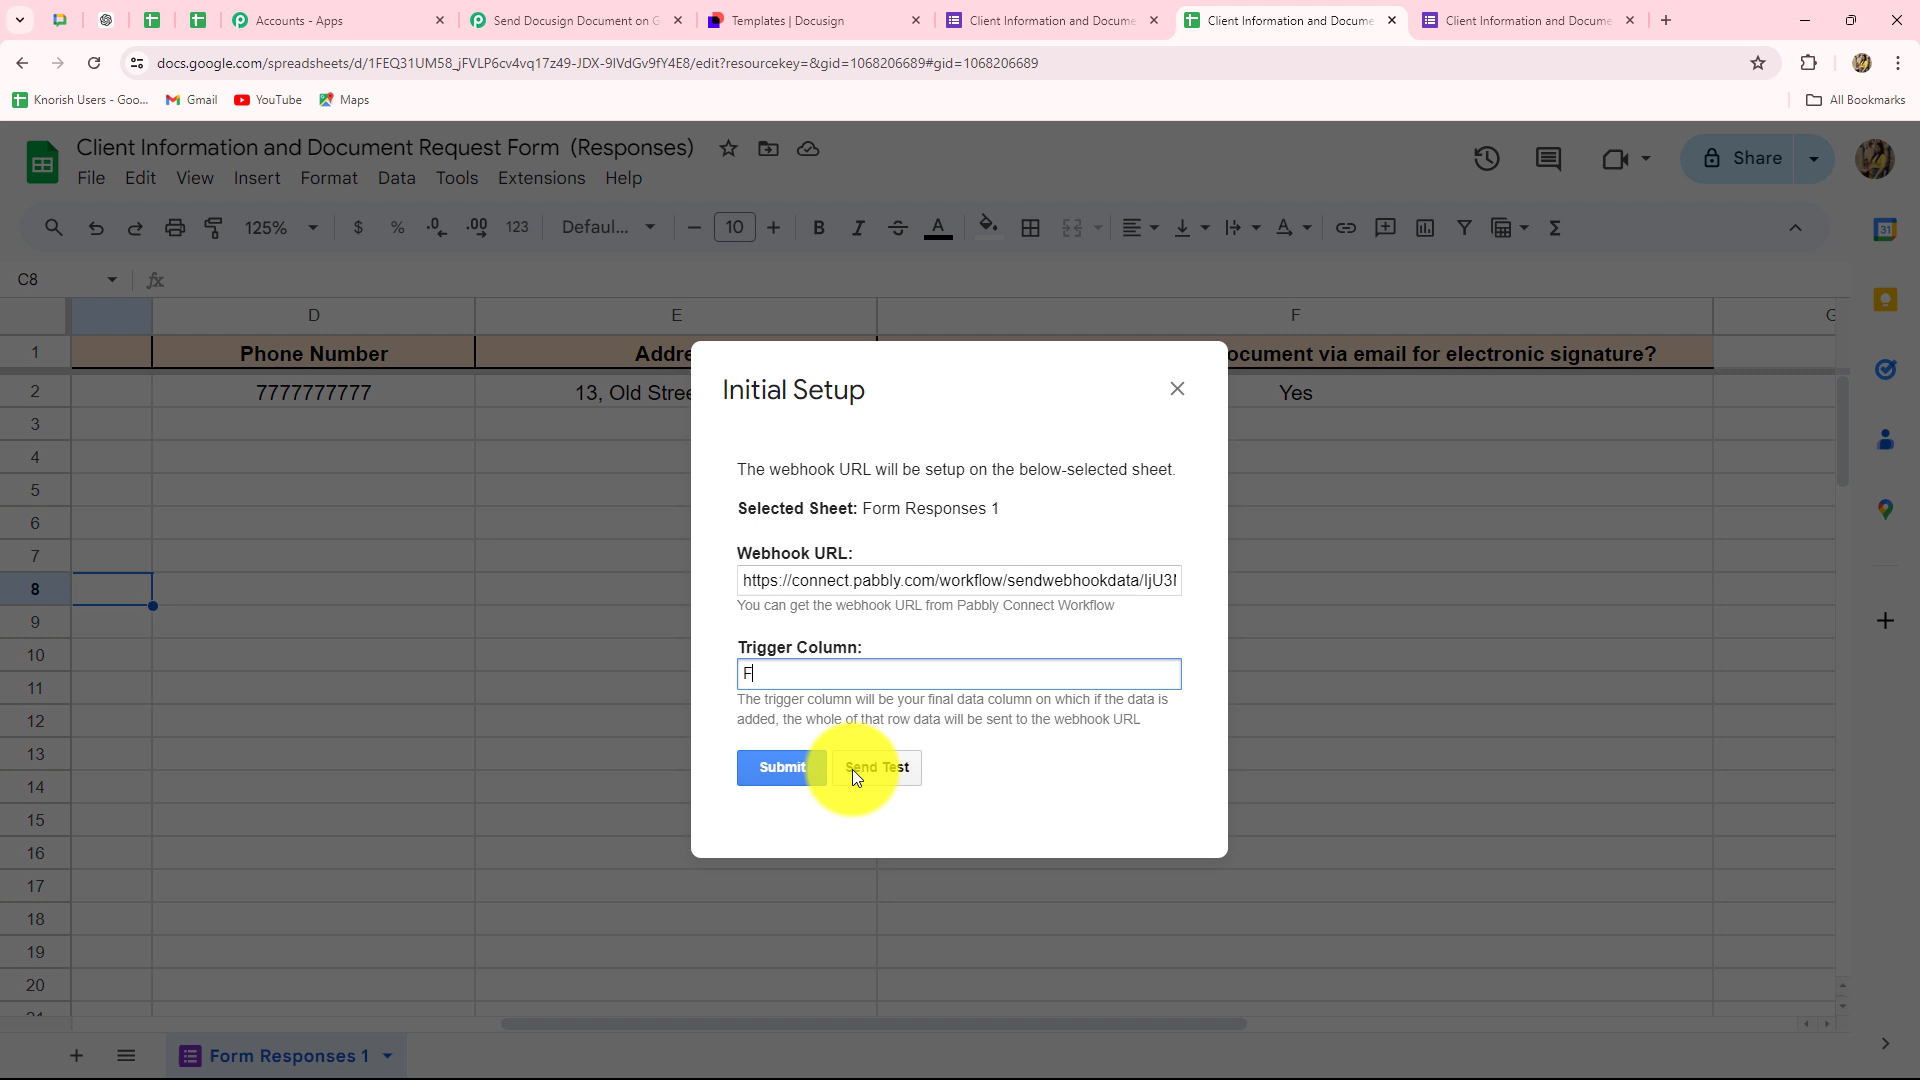 Accounts - Apps
Send Docusign Document on G
Templates | Docusign
Client Information and Docume
Client Information and Docume
Client Information and Docume
docs.google.com/spreadsheets/d/1FEQ31UM58_jFVLP6cv4vq17z49-JDX-9IVdGv9fY4E8/edit?resourcekey=&gid=1068206689#gid=1068206689
Knorish Users - Goo...
Gmail
YouTube
Maps
All Bookmarks
Client Information and Document Request Form (Responses)
File Edit View Insert Format Data Tools Extensions Help
Share
125%
$ % .0 .00 123
Defaul...
10
B I S A
31
C8
fx
D E F G
1 Phone Number Addre ocument via email for electronic signature?
2 7777777777 13, Old Stree Yes
3
4
5
6
7
8
9
10
11
12
13
14
15
16
17
18
19
20
21
Initial Setup
The webhook URL will be setup on the below-selected sheet.
Selected Sheet: Form Responses 1
Webhook URL:
https://connect.pabbly.com/workflow/sendwebhookdata/IjU3I
You can get the webhook URL from Pabbly Connect Workflow
Trigger Column:
F
The trigger column will be your final data column on which if the data is
added, the whole of that row data will be sent to the webhook URL
Submit
Send Test
Form Responses 1